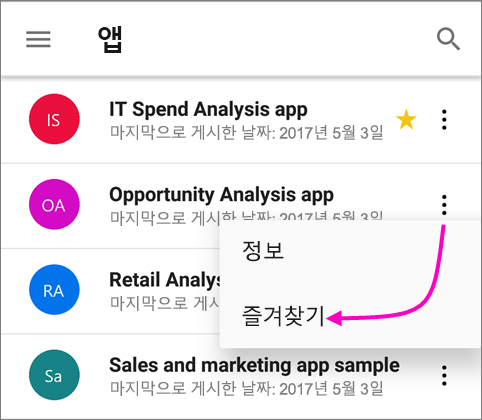 앱
IS
IT Spend Analysis app
마지막으로 게시한 날짜: 2017년 5월 3일
OA
Opportunity Analysis app
마지막으로 게시한 날짜: 2017년 5월 3일
정보
RA
Retail Analys
마지막으로 게시한
즐겨찾기
Sa
Sales and marketing app sample
마지막으로 게시한 날짜: 2017년 5월 3일